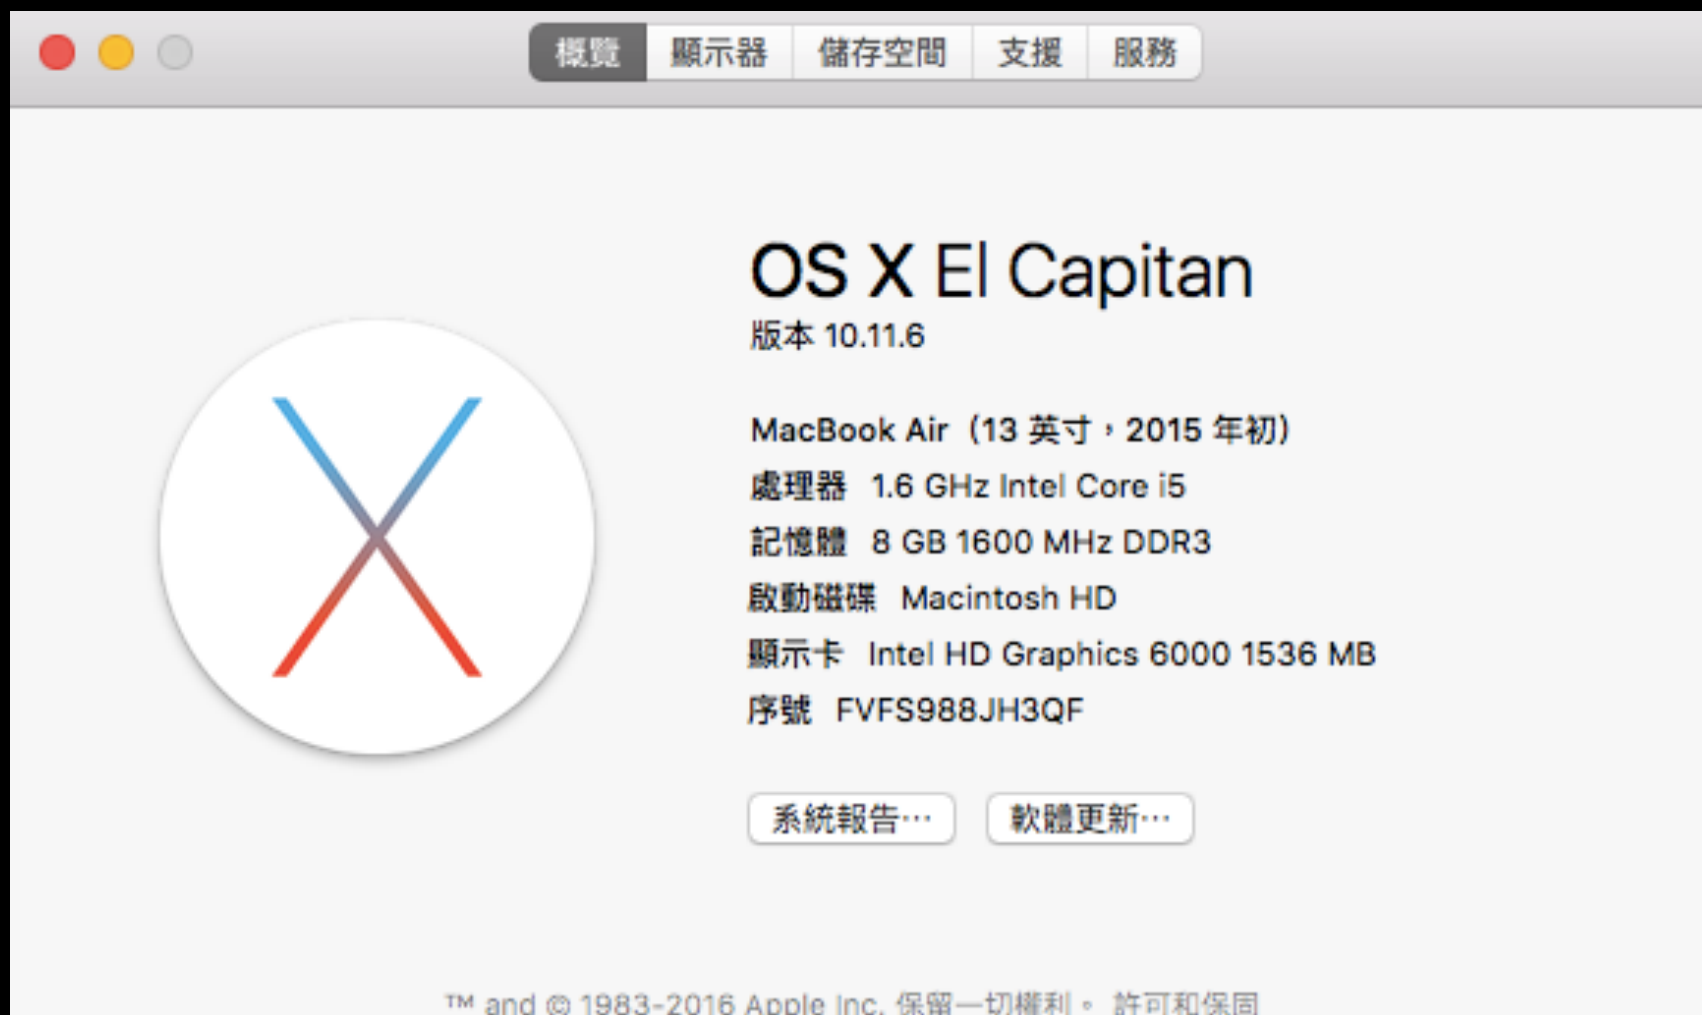 概覽 顯示器 儲存空間 支援 服務
OS X El Capitan
版本 10.11.6
MacBook Air（13 英寸，2015 年初）
處理器 1.6 GHz Intel Core i5
記憶體 8 GB 1600 MHz DDR3
啟動磁碟 Macintosh HD
顯示卡 Intel HD Graphics 6000 1536 MB
序號 FVFS988JH3QF
系統報告⋯ 軟體更新⋯
™ and © 1983-2016 Apple Inc. 保留一切權利。 許可和保固